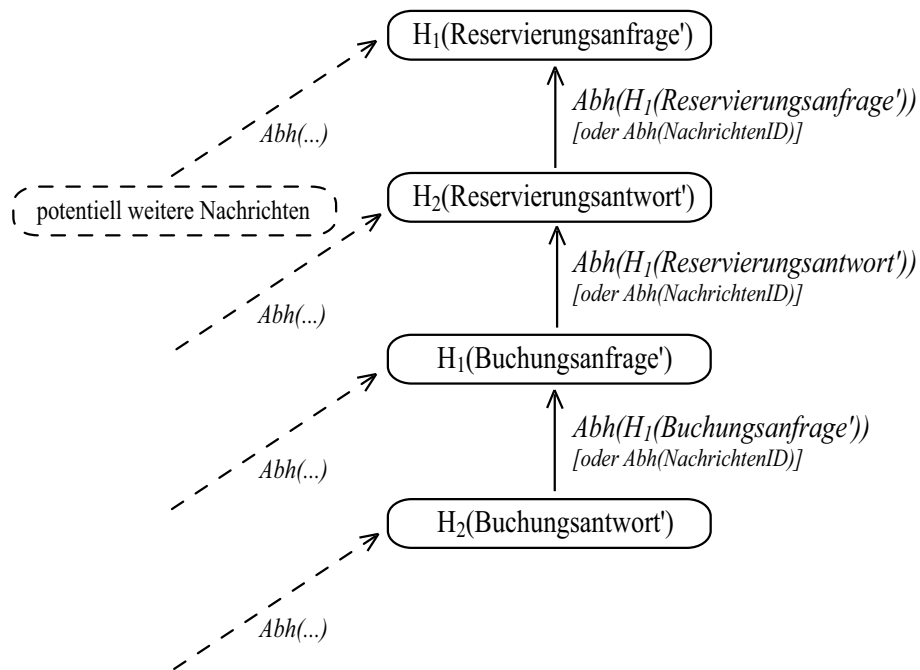 H₁(Reservierungsanfrage')
Abh(H₁(Reservierungsanfrage'))
[oder Abh(NachrichtenID)]
Abh(...)
potentiell weitere Nachrichten
H₂(Reservierungsantwort')
Abh(H₁(Reservierungsantwort'))
[oder Abh(NachrichtenID)]
Abh(...)
H₁(Buchungsanfrage')
Abh(H₁(Buchungsanfrage'))
[oder Abh(NachrichtenID)]
Abh(...)
H₂(Buchungsantwort')
Abh(...)